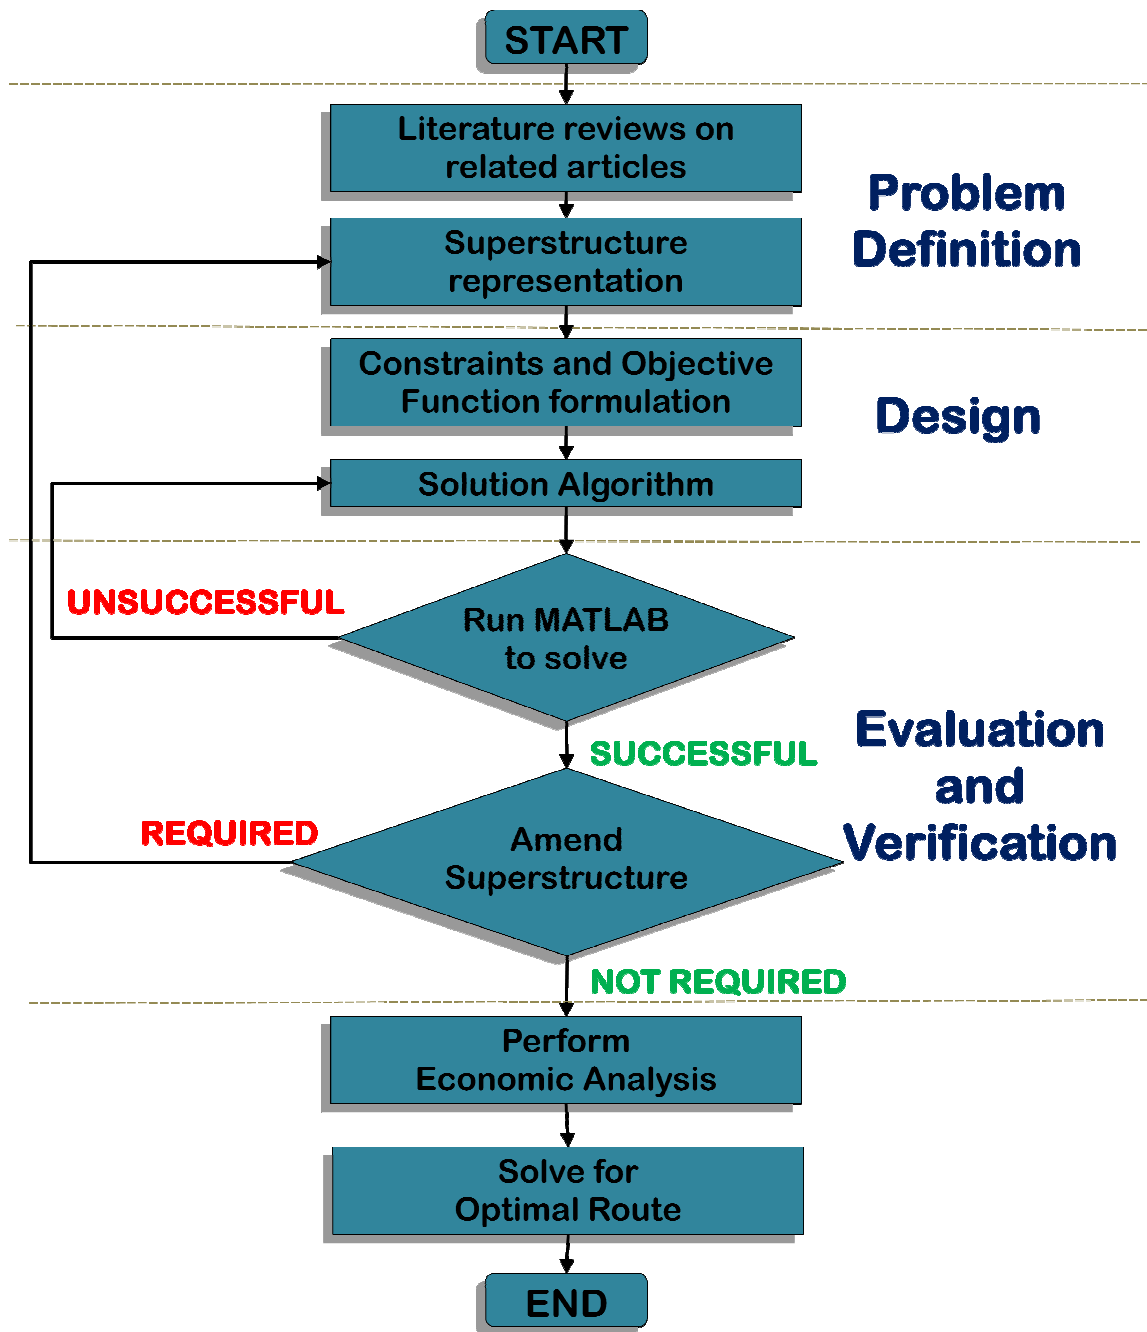 START
Literature reviews on
related articles
Problem
Definition
Superstructure
representation
Constraints and Objective
Function formulation
Design
Solution Algorithm
UNSUCCESSFUL
Run MATLAB
to solve
SUCCESSFUL
Evaluation
and
Verification
REQUIRED
Amend
Superstructure
NOT REQUIRED
Perform
Economic Analysis
Solve for
Optimal Route
END